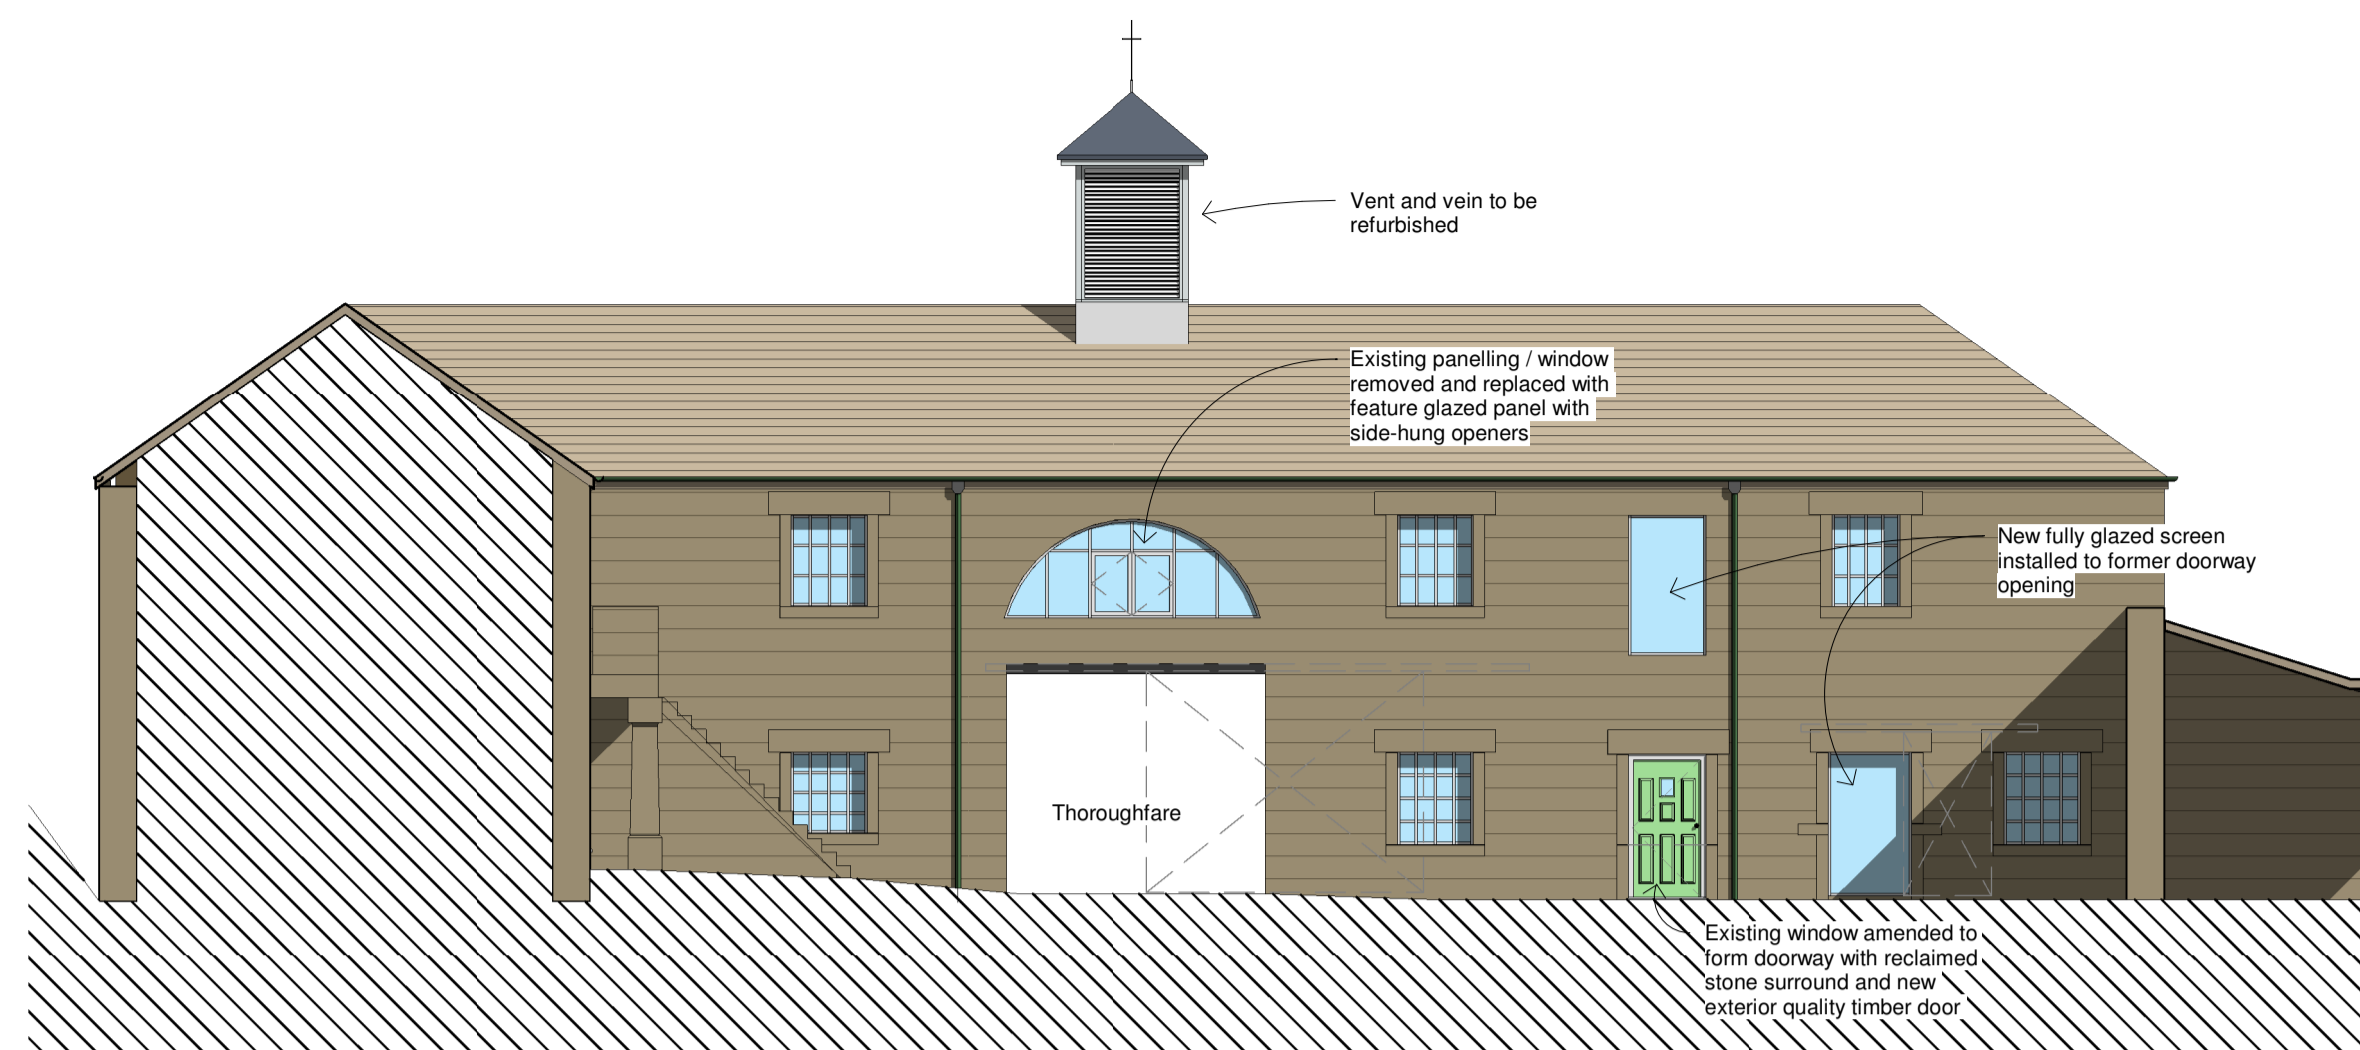 Vent and vein to be
refurbished
Existing panelling / window
removed and replaced with
feature glazed panel with
side-hung openers
New fully glazed screen
installed to former doorway
opening
Thoroughfare
Existing window amended to
form doorway with reclaimed
stone surround and new
exterior quality timber door